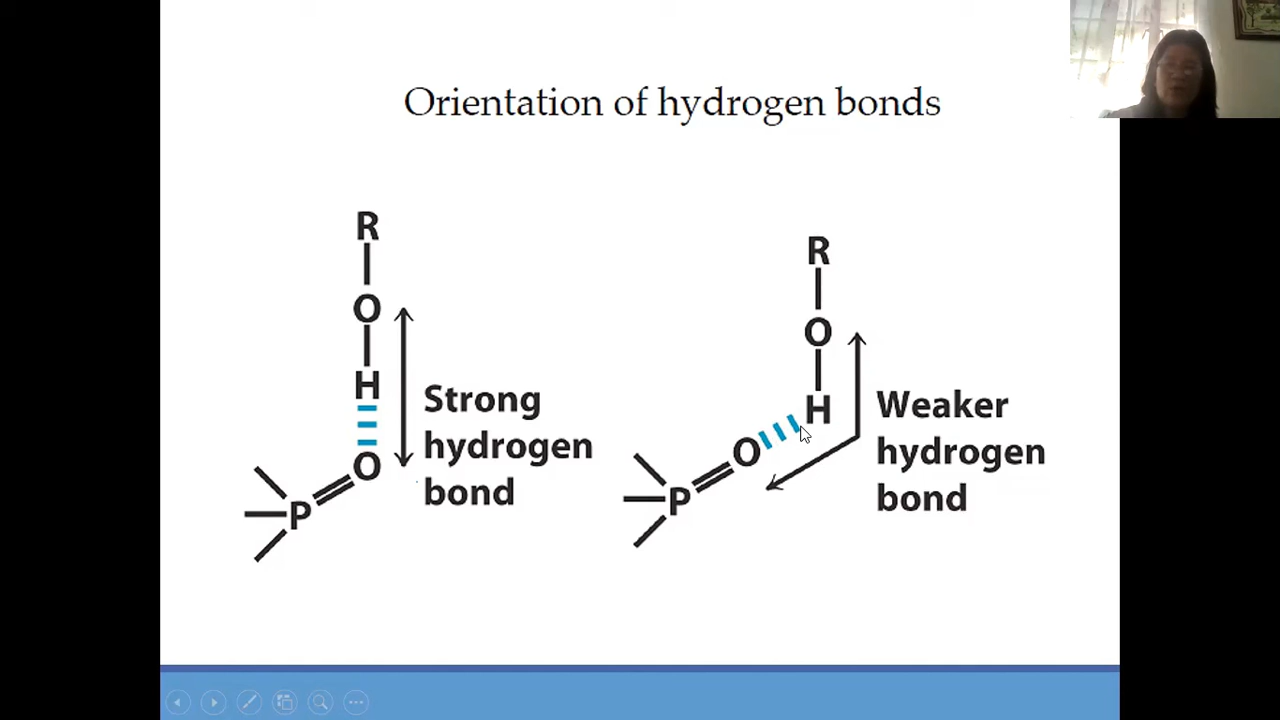 Orientation of hydrogen bonds
R
O
H
O
P
Strong
hydrogen
bond
R
O
H
O
P
Weaker
hydrogen
bond